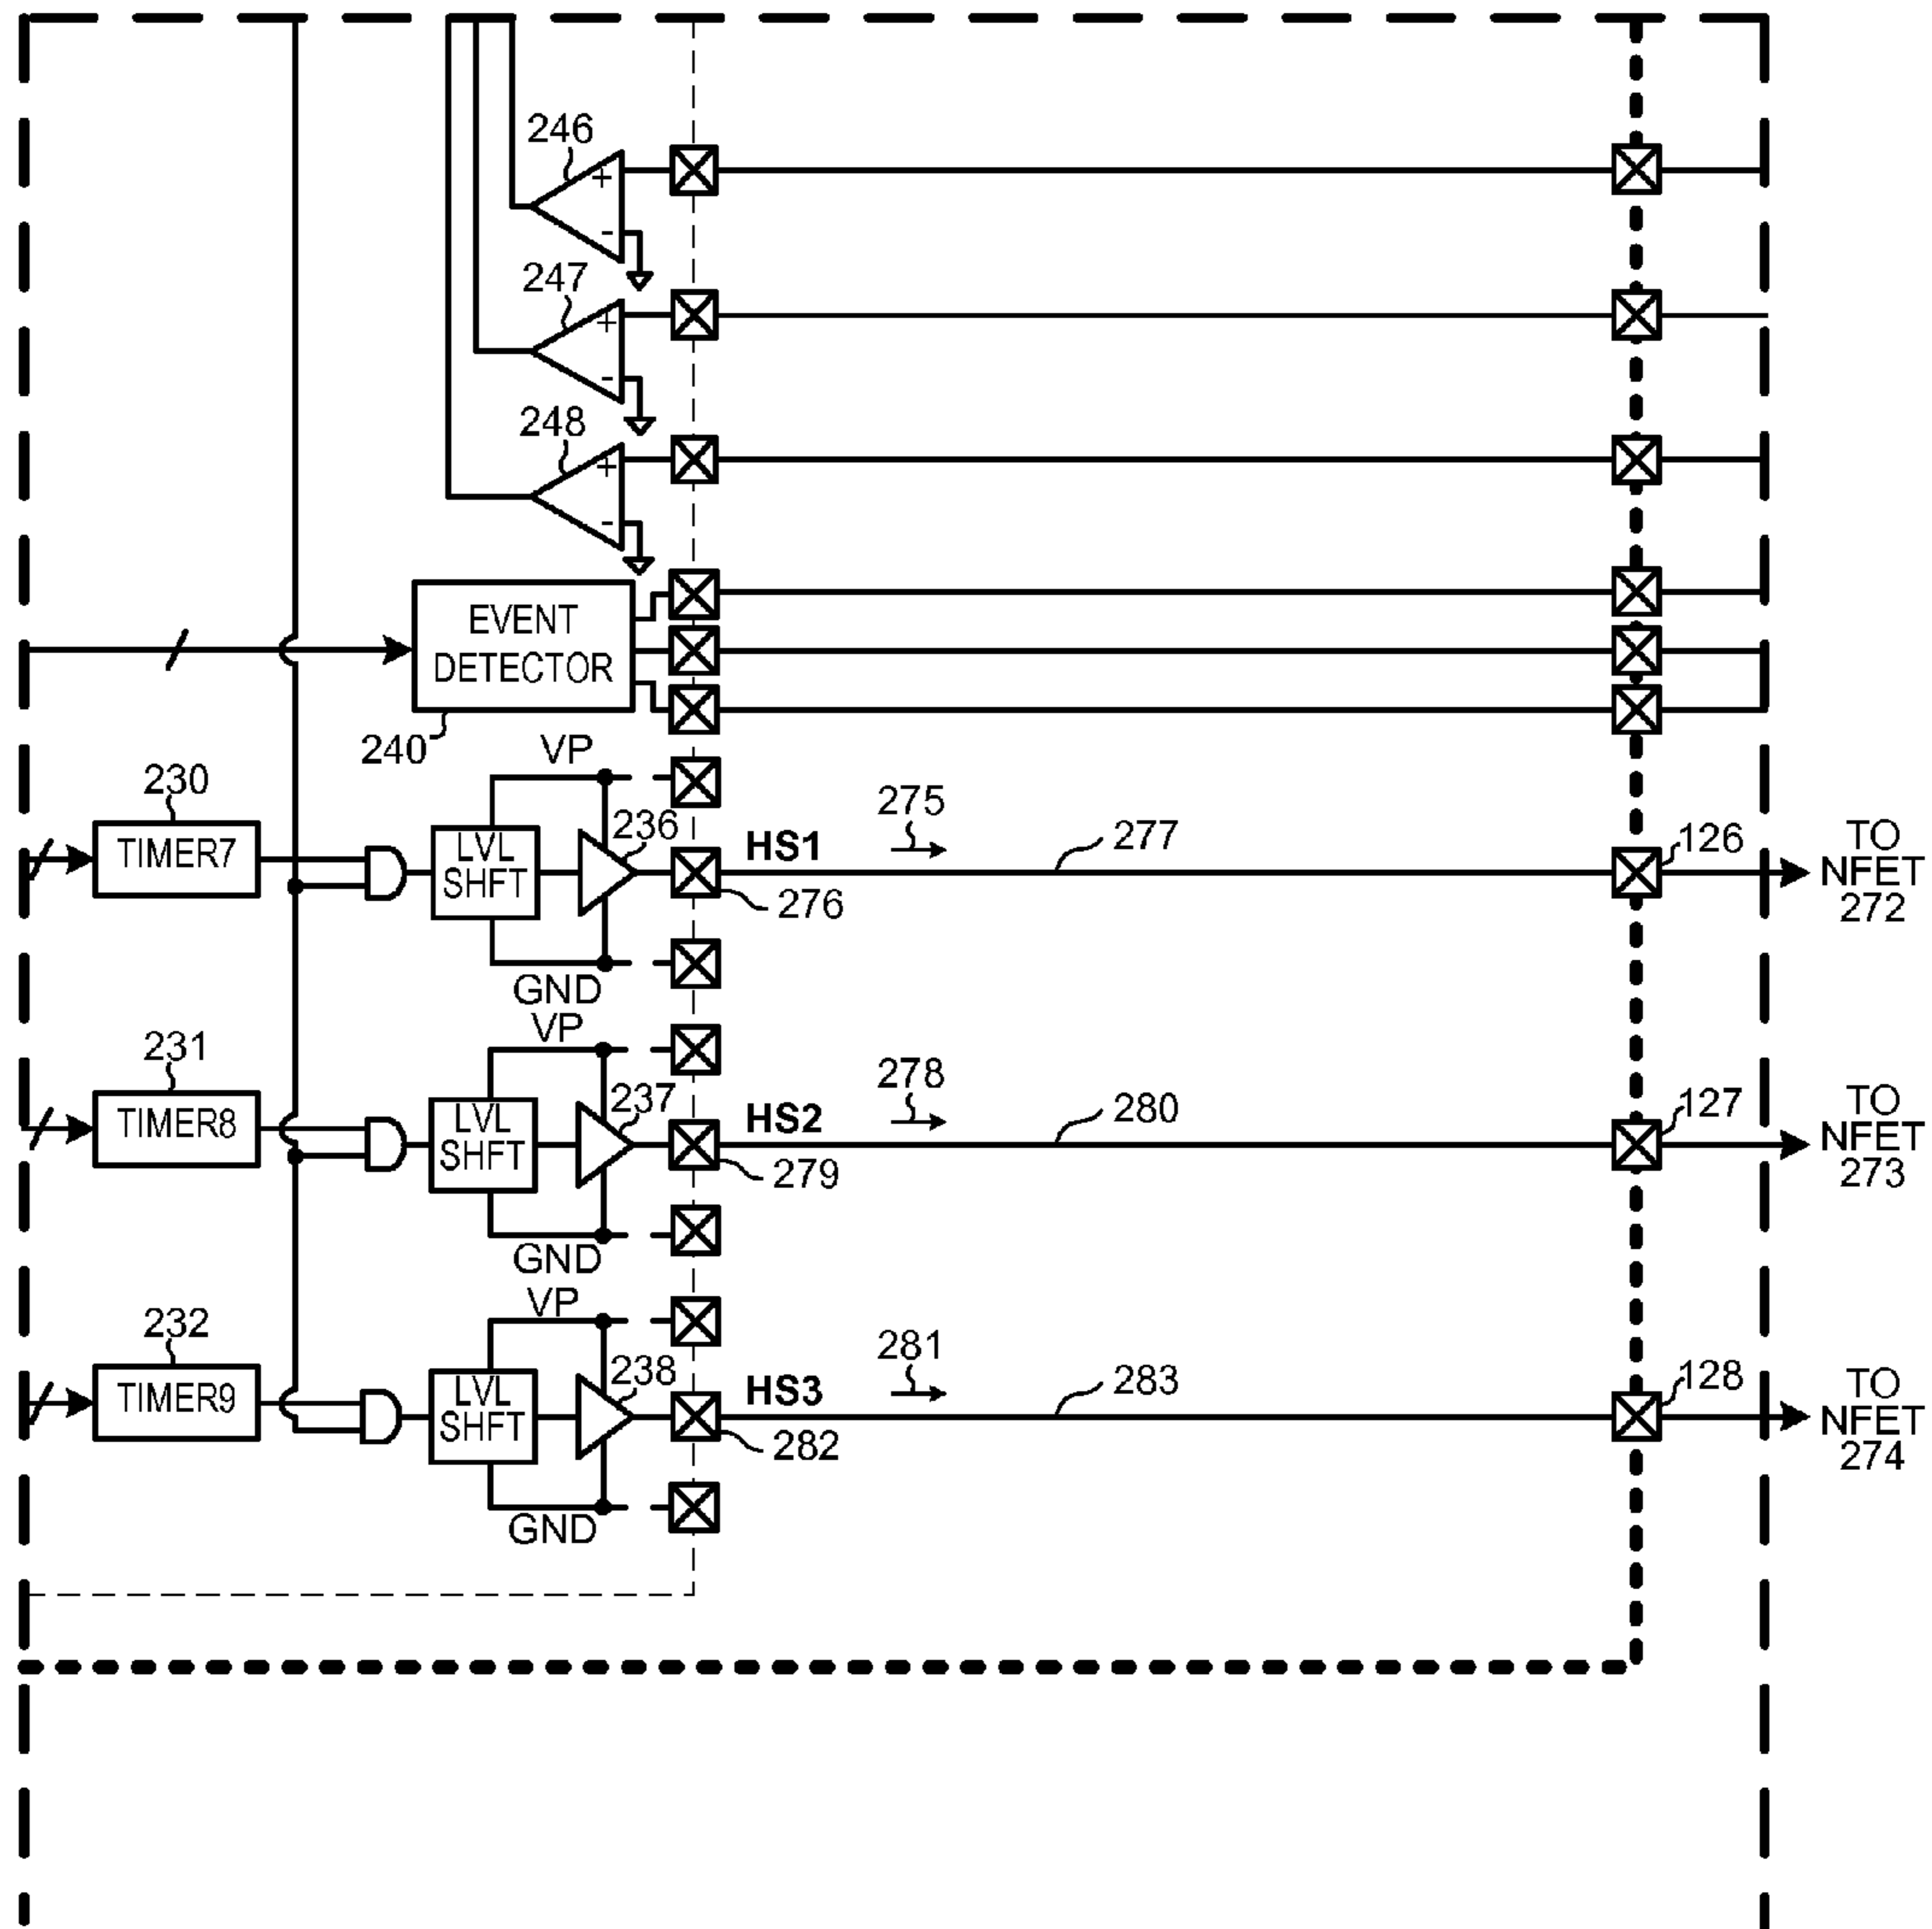 246
+
-
247
+
-
248
+
-
EVENT
DETECTOR
240
VP
230
TIMER7
LVL
SHFT
236
HS1
275
277
126
TO
NFET
272
276
GND
VP
231
TIMER8
LVL
SHFT
237
HS2
278
280
127
TO
NFET
273
279
GND
VP
232
TIMER9
LVL
SHFT
238
HS3
281
283
128
TO
NFET
274
282
GND